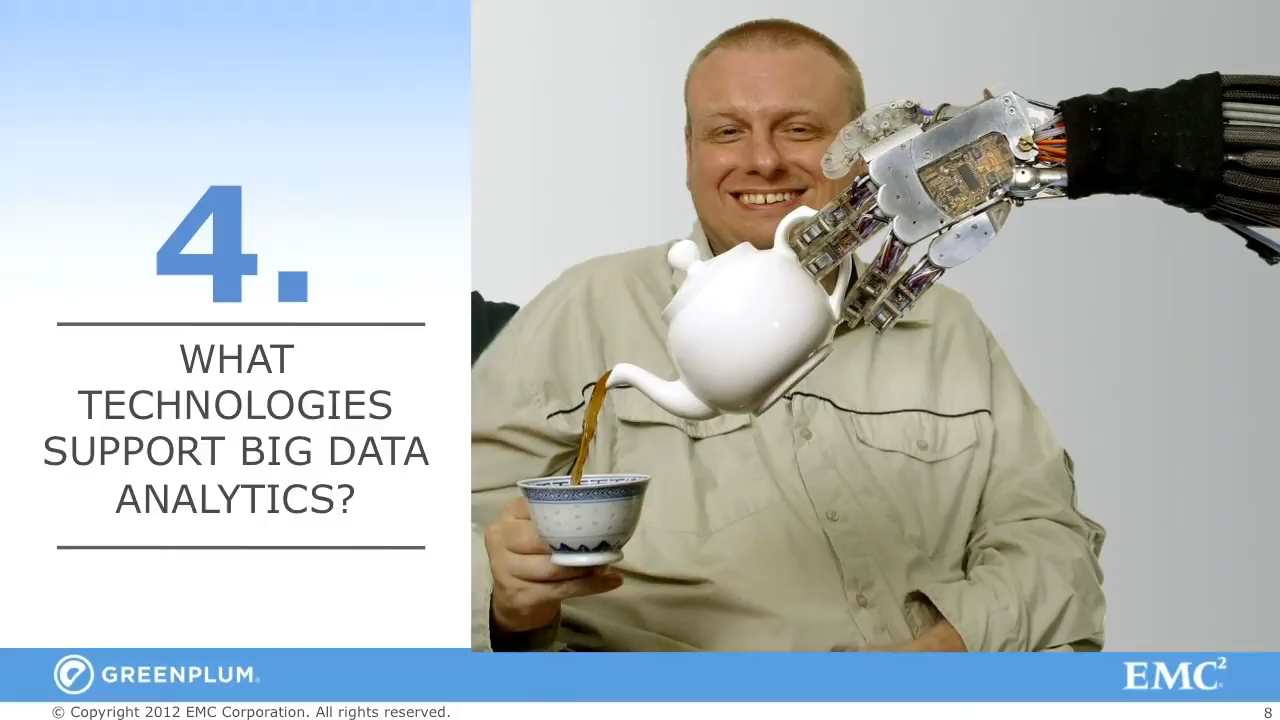 4.
WHAT
TECHNOLOGIES
SUPPORT BIG DATA
ANALYTICS?
GREENPLUM.
EMC²
© Copyright 2012 EMC Corporation. All rights reserved.
8